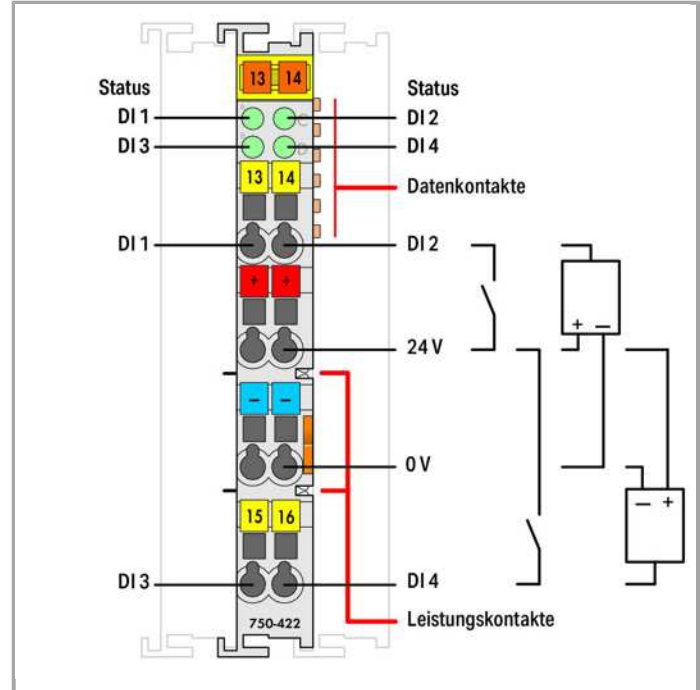 13 14
Status Status
DI 1 DI 2
DI 3 DI 4
13 14
Datenkontakte
DI 1 DI 2
+ +
+ −
24 V
− −
0 V
− +
15 16
DI 3 DI 4
Leistungskontakte
750-422